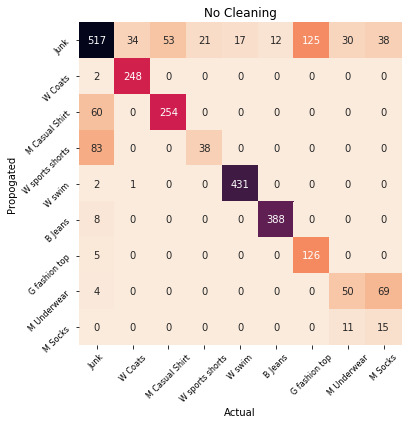 No Cleaning
Junk 517 34 53 21 17 12 125 30 38
W Coats 2 248 0 0 0 0 0 0 0
M Casual Shirt 60 0 254 0 0 0 0 0 0
W sports shorts 83 0 0 38 0 0 0 0 0
W swim 2 1 0 0 431 0 0 0 0
B Jeans 8 0 0 0 0 388 0 0 0
G fashion top 5 0 0 0 0 0 126 0 0
M Underwear 4 0 0 0 0 0 0 50 69
M Socks 0 0 0 0 0 0 0 11 15
Propogated
Junk W Coats M Casual Shirt W sports shorts W swim B Jeans G fashion top M Underwear M Socks
Actual